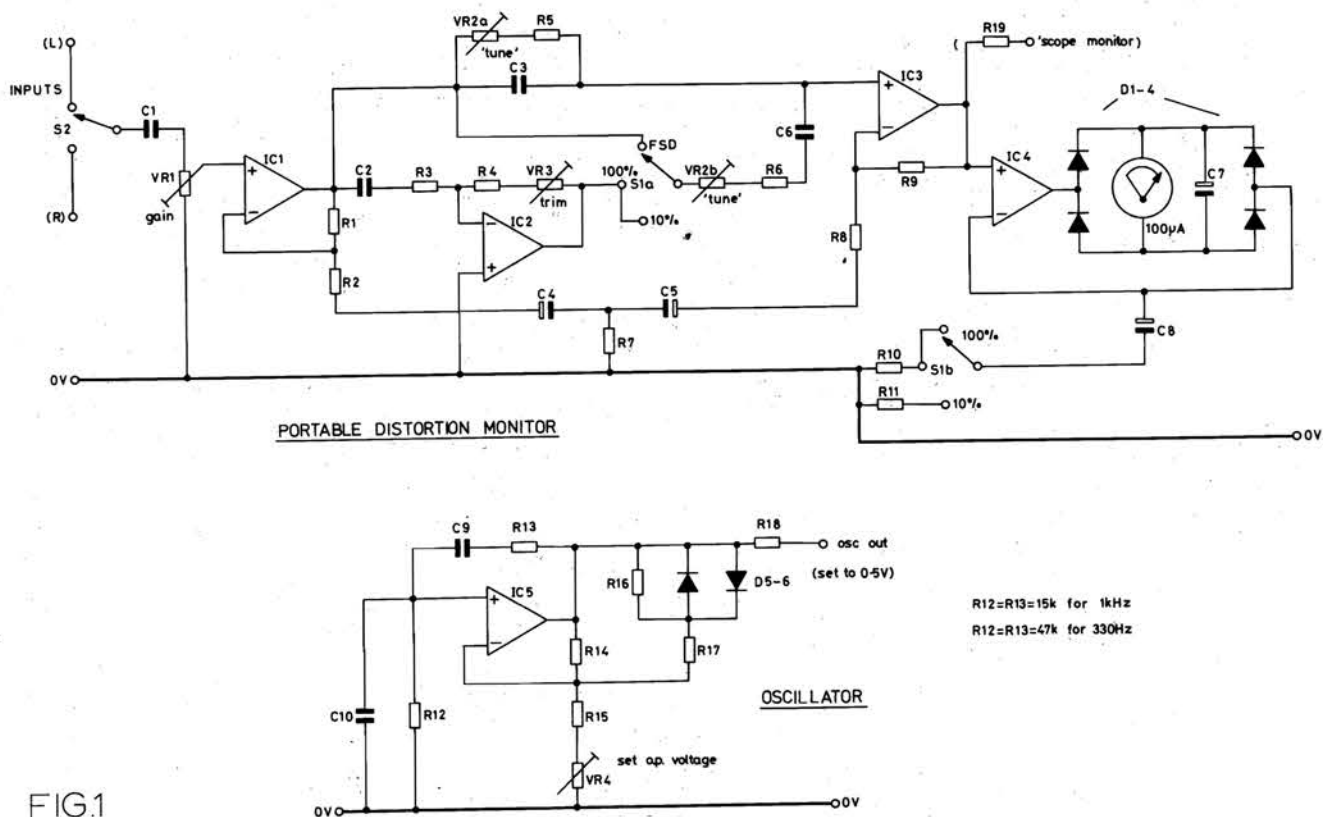 VR2a
R5
'tune'
C3
(L)
INPUTS
S2
C1
(R)
VR1
gain
IC1
R1
R2
C2
R3
R4
VR3
trim
IC2
FSD
100%
S1a
10%
VR2b
'tune'
R6
C6
IC3
R19
( 'scope monitor)
D1-4
IC4
R9
R8
C7
100µA
C4
C5
R7
C8
100%
R10
S1b
R11
10%
0V
0V
PORTABLE DISTORTION MONITOR
C9
R13
R18
osc out
(set to 0·5V)
IC5
R16
D5-6
R14
R17
C10
R12
R15
OSCILLATOR
set o.p. voltage
VR4
0V
0V
R12=R13=15k for 1kHz
R12=R13=47k for 330Hz
FIG.1